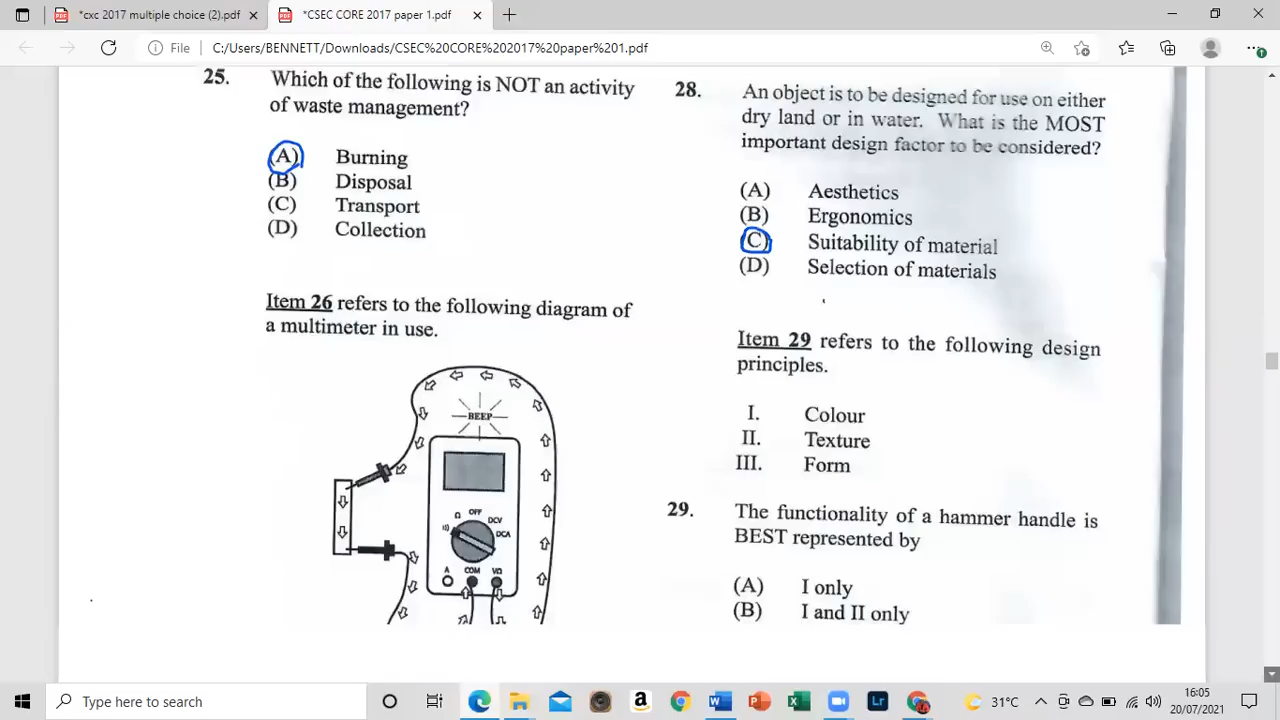 *cxc 2017 multiple choice (2).pdf
*CSEC CORE 2017 paper 1.pdf
File
C:/Users/BENNETT/Downloads/CSEC%20CORE%202017%20paper%201.pdf
25. Which of the following is NOT an activity
of waste management?
(A) Burning
(B) Disposal
(C) Transport
(D) Collection
Item 26 refers to the following diagram of
a multimeter in use.
BEEP
Ω OFF DCV
DCA
A COM VΩ
28. An object is to be designed for use on either
dry land or in water. What is the MOST
important design factor to be considered?
(A) Aesthetics
(B) Ergonomics
(C) Suitability of material
(D) Selection of materials
Item 29 refers to the following design
principles.
I. Colour
II. Texture
III. Form
29. The functionality of a hammer handle is
BEST represented by
(A) I only
(B) I and II only
Type here to search
31°C
16:05
20/07/2021